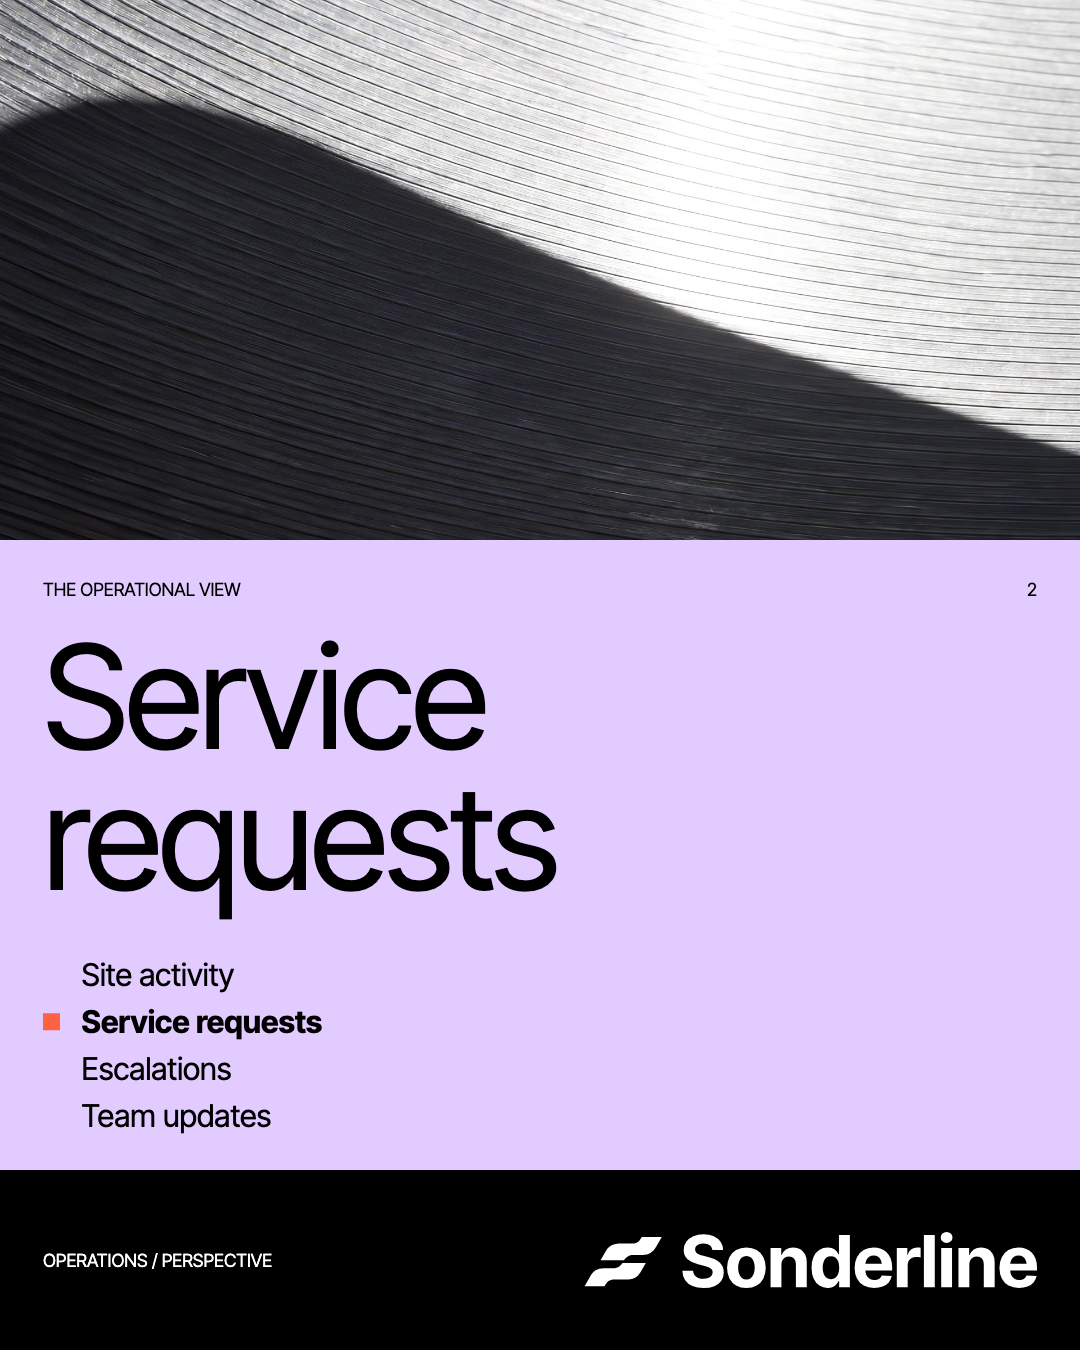 THE OPERATIONAL VIEW
2
Service
requests
Site activity
Service requests
Escalations
Team updates
OPERATIONS / PERSPECTIVE
Sonderline